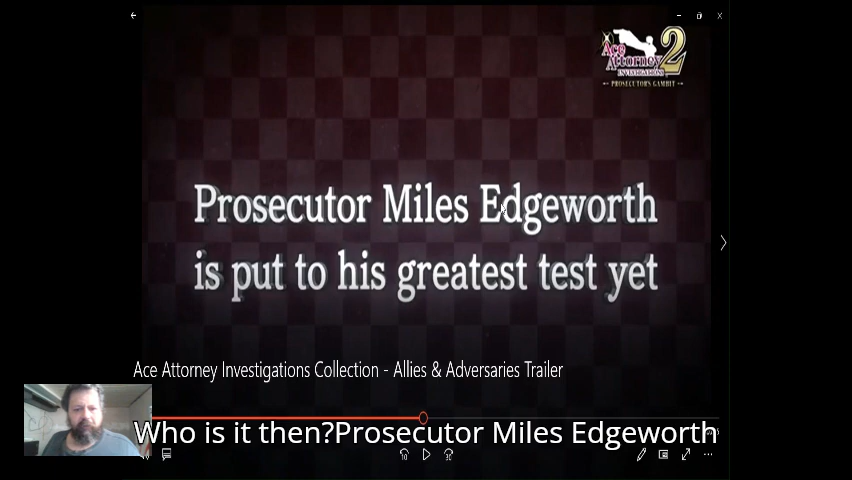 Ace
Attorney 2
INVESTIGATIONS
PROSECUTOR'S GAMBIT
Prosecutor Miles Edgeworth
is put to his greatest test yet
Ace Attorney Investigations Collection - Allies & Adversaries Trailer
Who is it then?Prosecutor Miles Edgeworth